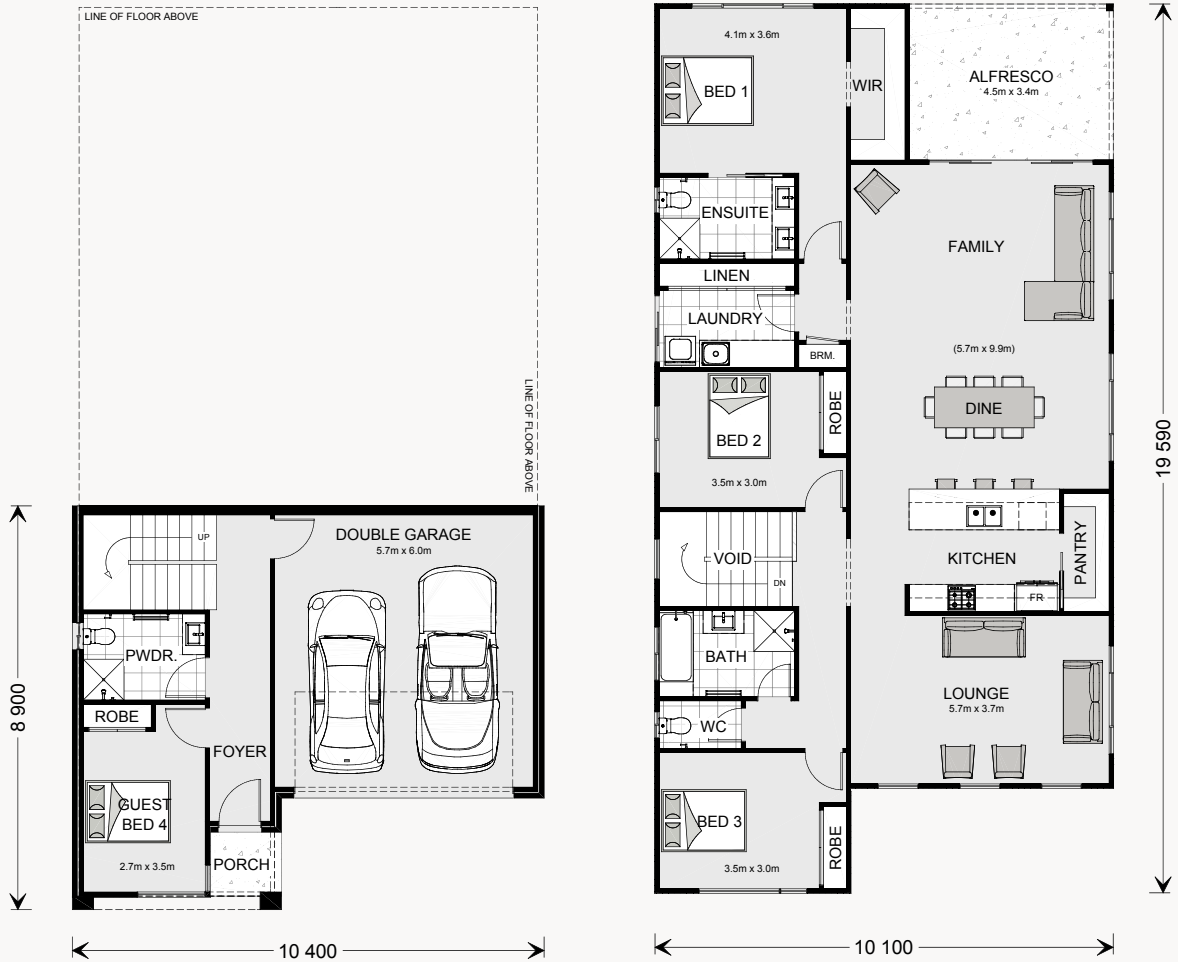 LINE OF FLOOR ABOVE
LINE OF FLOOR ABOVE
UP
DOUBLE GARAGE
5.7m x 6.0m
PWDR.
ROBE
FOYER
GUEST
BED 4
2.7m x 3.5m
PORCH
8 900
10 400
4.1m x 3.6m
BED 1
WIR
ALFRESCO
4.5m x 3.4m
ENSUITE
FAMILY
LINEN
LAUNDRY
BRM.
(5.7m x 9.9m)
DINE
BED 2
ROBE
3.5m x 3.0m
VOID
DN
KITCHEN
PANTRY
FR
BATH
WC
LOUNGE
5.7m x 3.7m
BED 3
ROBE
3.5m x 3.0m
19 590
10 100